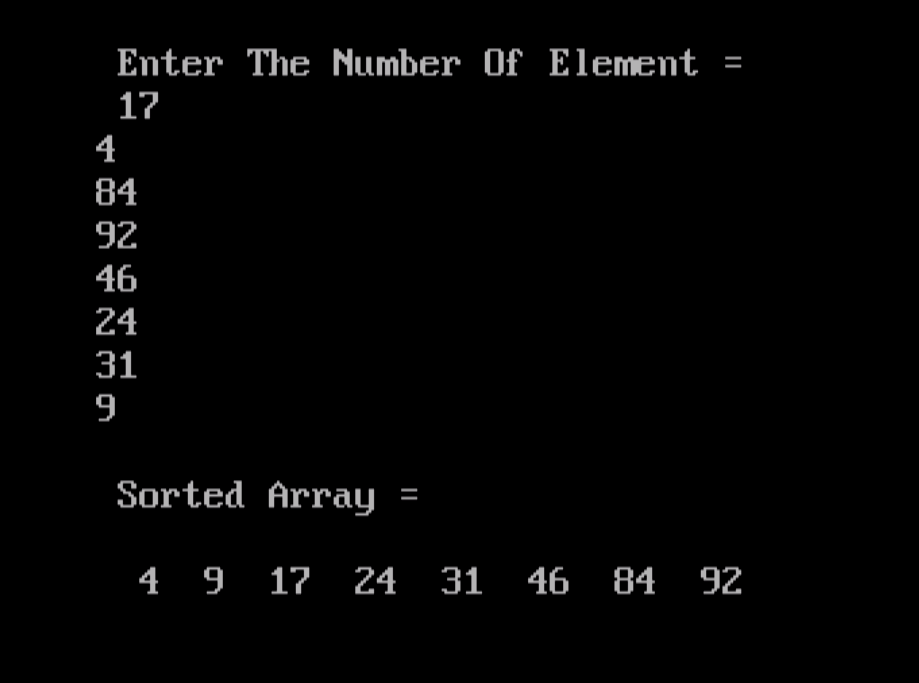 Enter The Number Of Element =
17
4
84
92
46
24
31
9
Sorted Array =
4 9 17 24 31 46 84 92